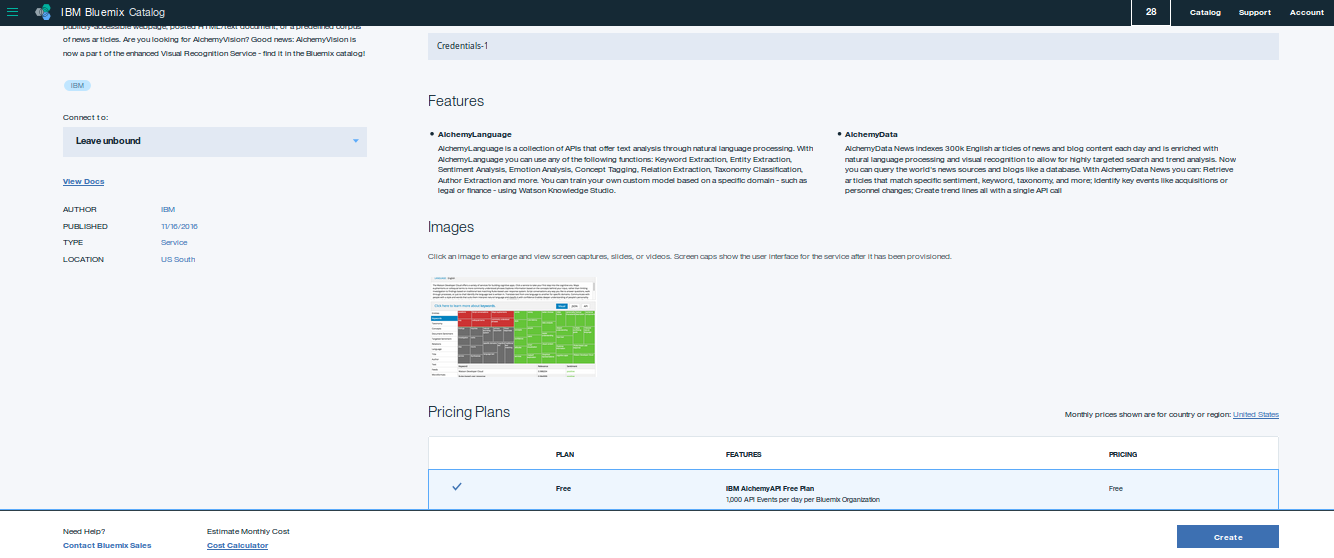 IBM Bluemix Catalog
28
Catalog
Support
Account
publicly-accessible webpage, posted HTML/text document, or a predefined corpus
of news articles. Are you looking for AlchemyVision? Good news; AlchemyVision is
now a part of the enhanced Visual Recognition Service - find it in the Bluemix catalog!
IBM
Connect to:
Leave unbound
View Docs
AUTHOR IBM
PUBLISHED 11/16/2016
TYPE Service
LOCATION US South
Credentials-1
Features
AlchemyLanguage
AlchemyLanguage is a collection of APIs that offer text analysis through natural language processing. With
AlchemyLanguage you can use any of the following functions: Keyword Extraction, Entity Extraction,
Sentiment Analysis, Emotion Analysis, Concept Tagging, Relation Extraction, Taxonomy Classification,
Author Extraction and more. You can train your own custom model based on a specific domain - such as
legal or finance - using Watson Knowledge Studio.
AlchemyData
AlchemyData News indexes 300k English articles of news and blog content each day and is enriched with
natural language processing and visual recognition to allow for highly targeted search and trend analysis. Now
you can query the world's news sources and blogs like a database. With AlchemyData News you can: Retrieve
articles that match specific sentiment, keyword, taxonomy, and more; Identify key events like acquisitions or
personnel changes; Create trend lines all with a single API call
Images
Click an image to enlarge and view screen captures, slides, or videos. Screen caps show the user interface for the service after it has been provisioned.
Click here to learn more about keywords.
Pricing Plans
Monthly prices shown are for country or region: United States
PLAN FEATURES PRICING
Free IBM AlchemyAPI Free Plan Free
1,000 API Events per day per Bluemix Organization
Need Help?
Contact Bluemix Sales
Estimate Monthly Cost
Cost Calculator
Create